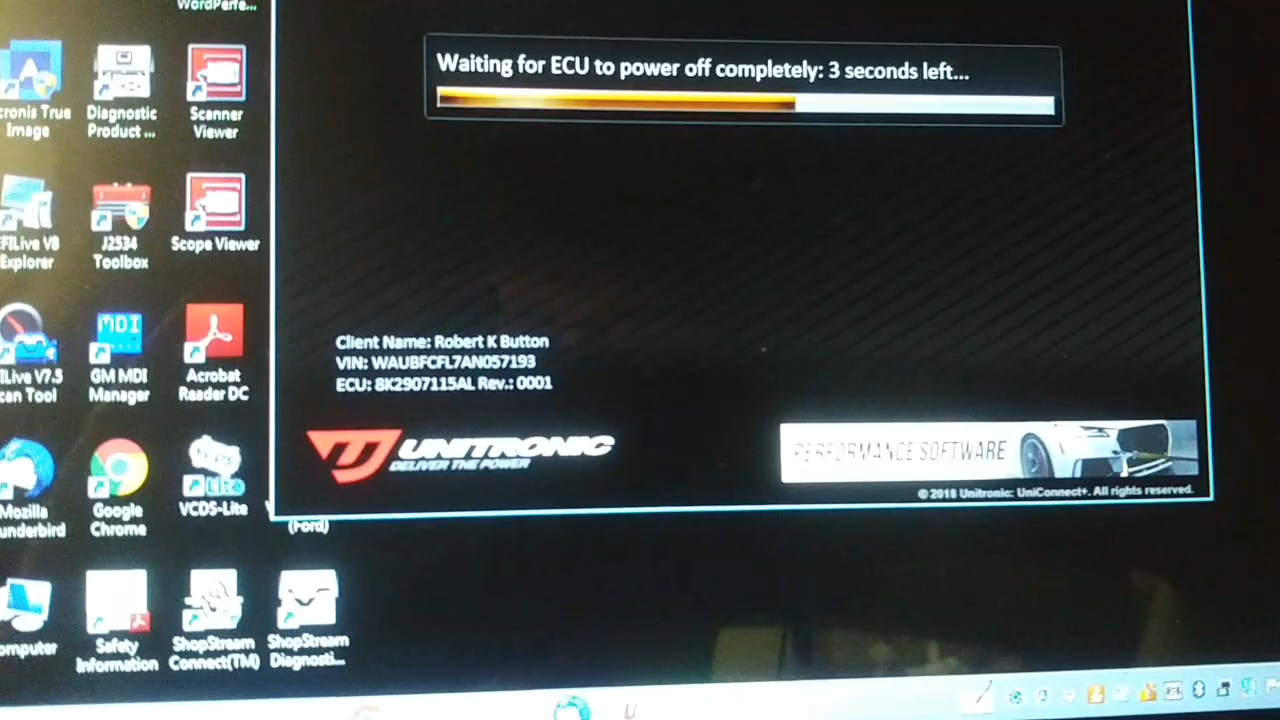 WordPerfe...
Waiting for ECU to power off completely: 3 seconds left...
cronis True
Image
Diagnostic
Product ...
Scanner
Viewer
FILive V8
Explorer
J2534
Toolbox
Scope Viewer
MDI
ILive V7.5
can Tool
GM MDI
Manager
Acrobat
Reader DC
Client Name: Robert K Button
VIN: WAUBFCFL7AN057193
ECU: 8K2907115AL Rev.: 0001
UNITRONIC
DELIVER THE POWER
PERFORMANCE SOFTWARE
© 2018 Unitronic: UniConnect+. All rights reserved.
Mozilla
underbird
Google
Chrome
Lite
VCDS-Lite
(Ford)
omputer
Safety
Information
ShopStream
Connect(TM)
ShopStream
Diagnosti...